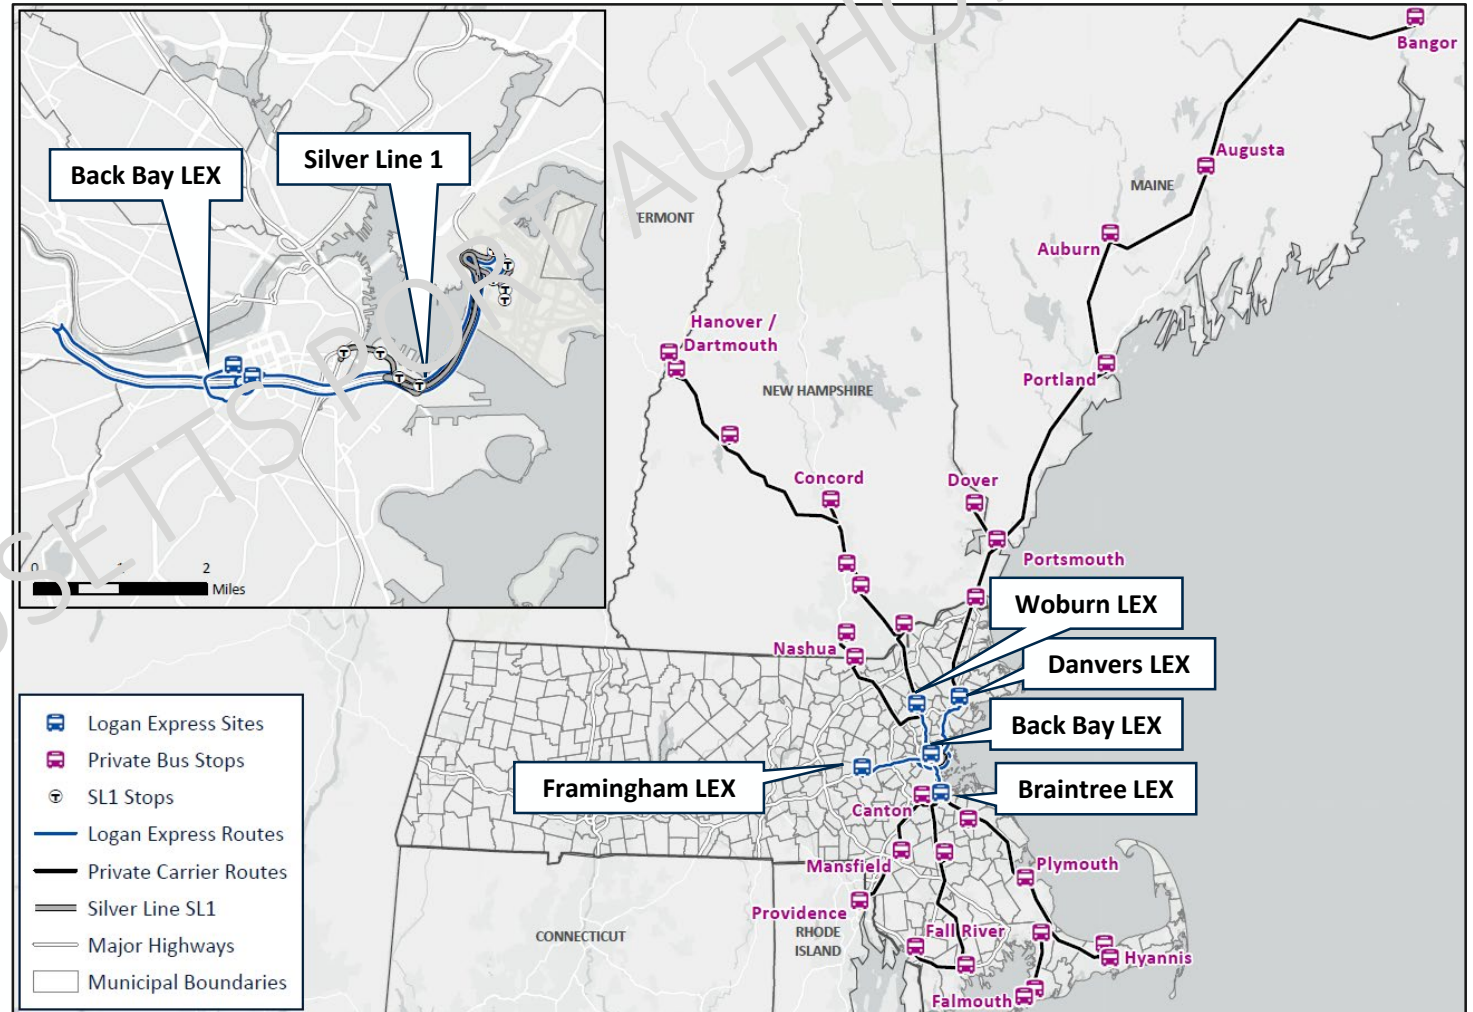 Back Bay LEX
Silver Line 1
0 1 2
Miles
SETTS PORT AUTHO
Bangor
Augusta
MAINE
ERMONT
Auburn
Hanover /
Dartmouth
NEW HAMPSHIRE
Portland
Concord
Dover
Portsmouth
Woburn LEX
Nashua
Danvers LEX
Back Bay LEX
Framingham LEX
Braintree LEX
Canton
Mansfield
Plymouth
Providence
RHODE
ISLAND
CONNECTICUT
Fall River
Hyannis
Falmouth
Logan Express Sites
Private Bus Stops
T SL1 Stops
Logan Express Routes
Private Carrier Routes
Silver Line SL1
Major Highways
Municipal Boundaries